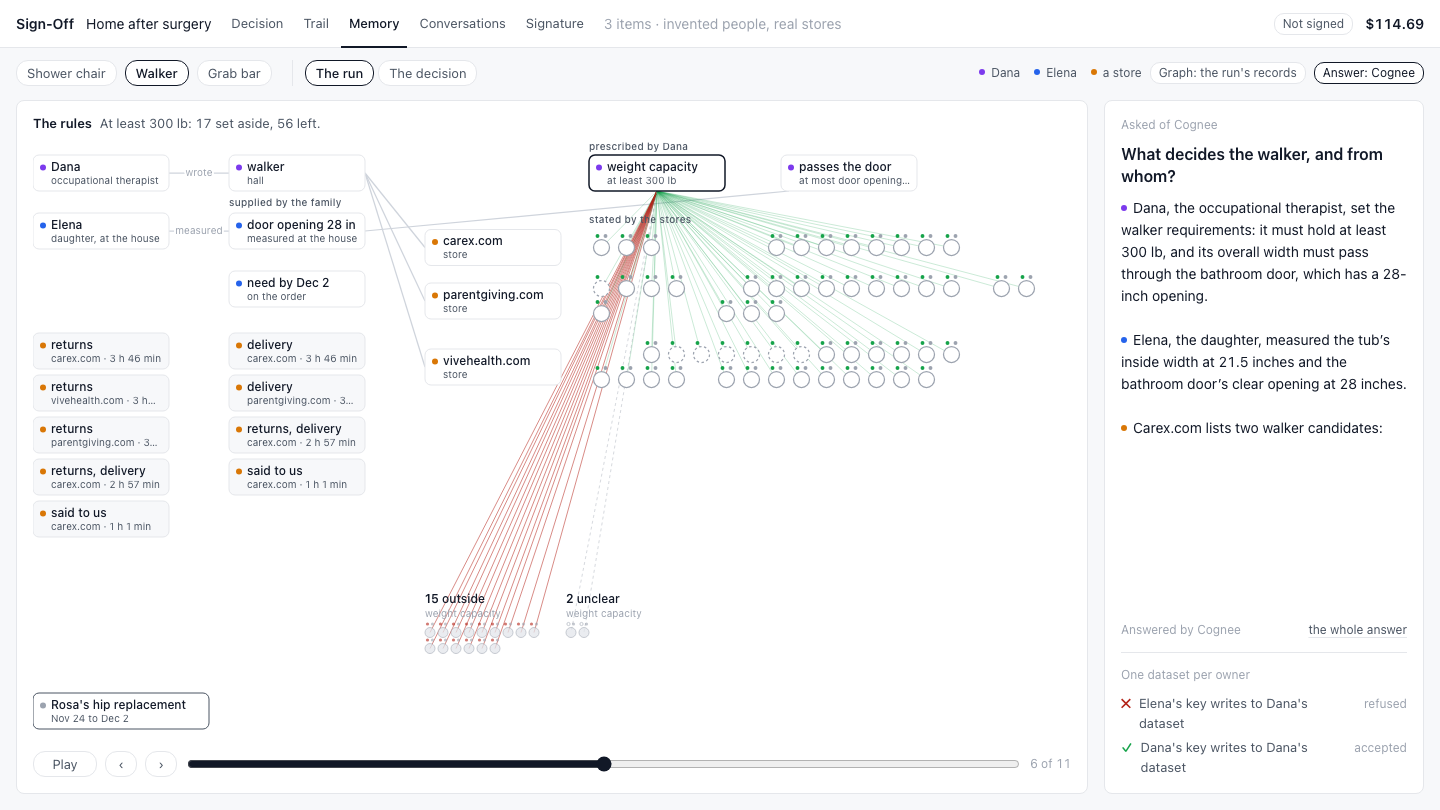 Sign-Off Home after surgery Decision Trail Memory Conversations Signature 3 items · invented people, real stores Not signed $114.69
Shower chair Walker Grab bar The run The decision Dana Elena a store Graph: the run's records Answer: Cognee
The rules At least 300 lb: 17 set aside, 56 left.
prescribed by Dana
Dana
occupational therapist
wrote
walker
hall
weight capacity
at least 300 lb
passes the door
at most door opening...
supplied by the family
stated by the stores
Elena
daughter, at the house
measured
door opening 28 in
measured at the house
carex.com
store
need by Dec 2
on the order
parentgiving.com
store
vivehealth.com
store
returns
carex.com · 3 h 46 min
delivery
carex.com · 3 h 46 min
returns
vivehealth.com · 3 h...
delivery
parentgiving.com · 3...
returns
parentgiving.com · 3...
returns, delivery
carex.com · 2 h 57 min
returns, delivery
carex.com · 2 h 57 min
said to us
carex.com · 1 h 1 min
said to us
carex.com · 1 h 1 min
15 outside
weight capacity
2 unclear
weight capacity
Rosa's hip replacement
Nov 24 to Dec 2
Play ‹ › 6 of 11
Asked of Cognee
What decides the walker, and from
whom?
Dana, the occupational therapist, set the
walker requirements: it must hold at least
300 lb, and its overall width must pass
through the bathroom door, which has a 28-
inch opening.
Elena, the daughter, measured the tub’s
inside width at 21.5 inches and the
bathroom door’s clear opening at 28 inches.
Carex.com lists two walker candidates:
Answered by Cognee the whole answer
One dataset per owner
Elena's key writes to Dana's
dataset
refused
Dana's key writes to Dana's
dataset
accepted